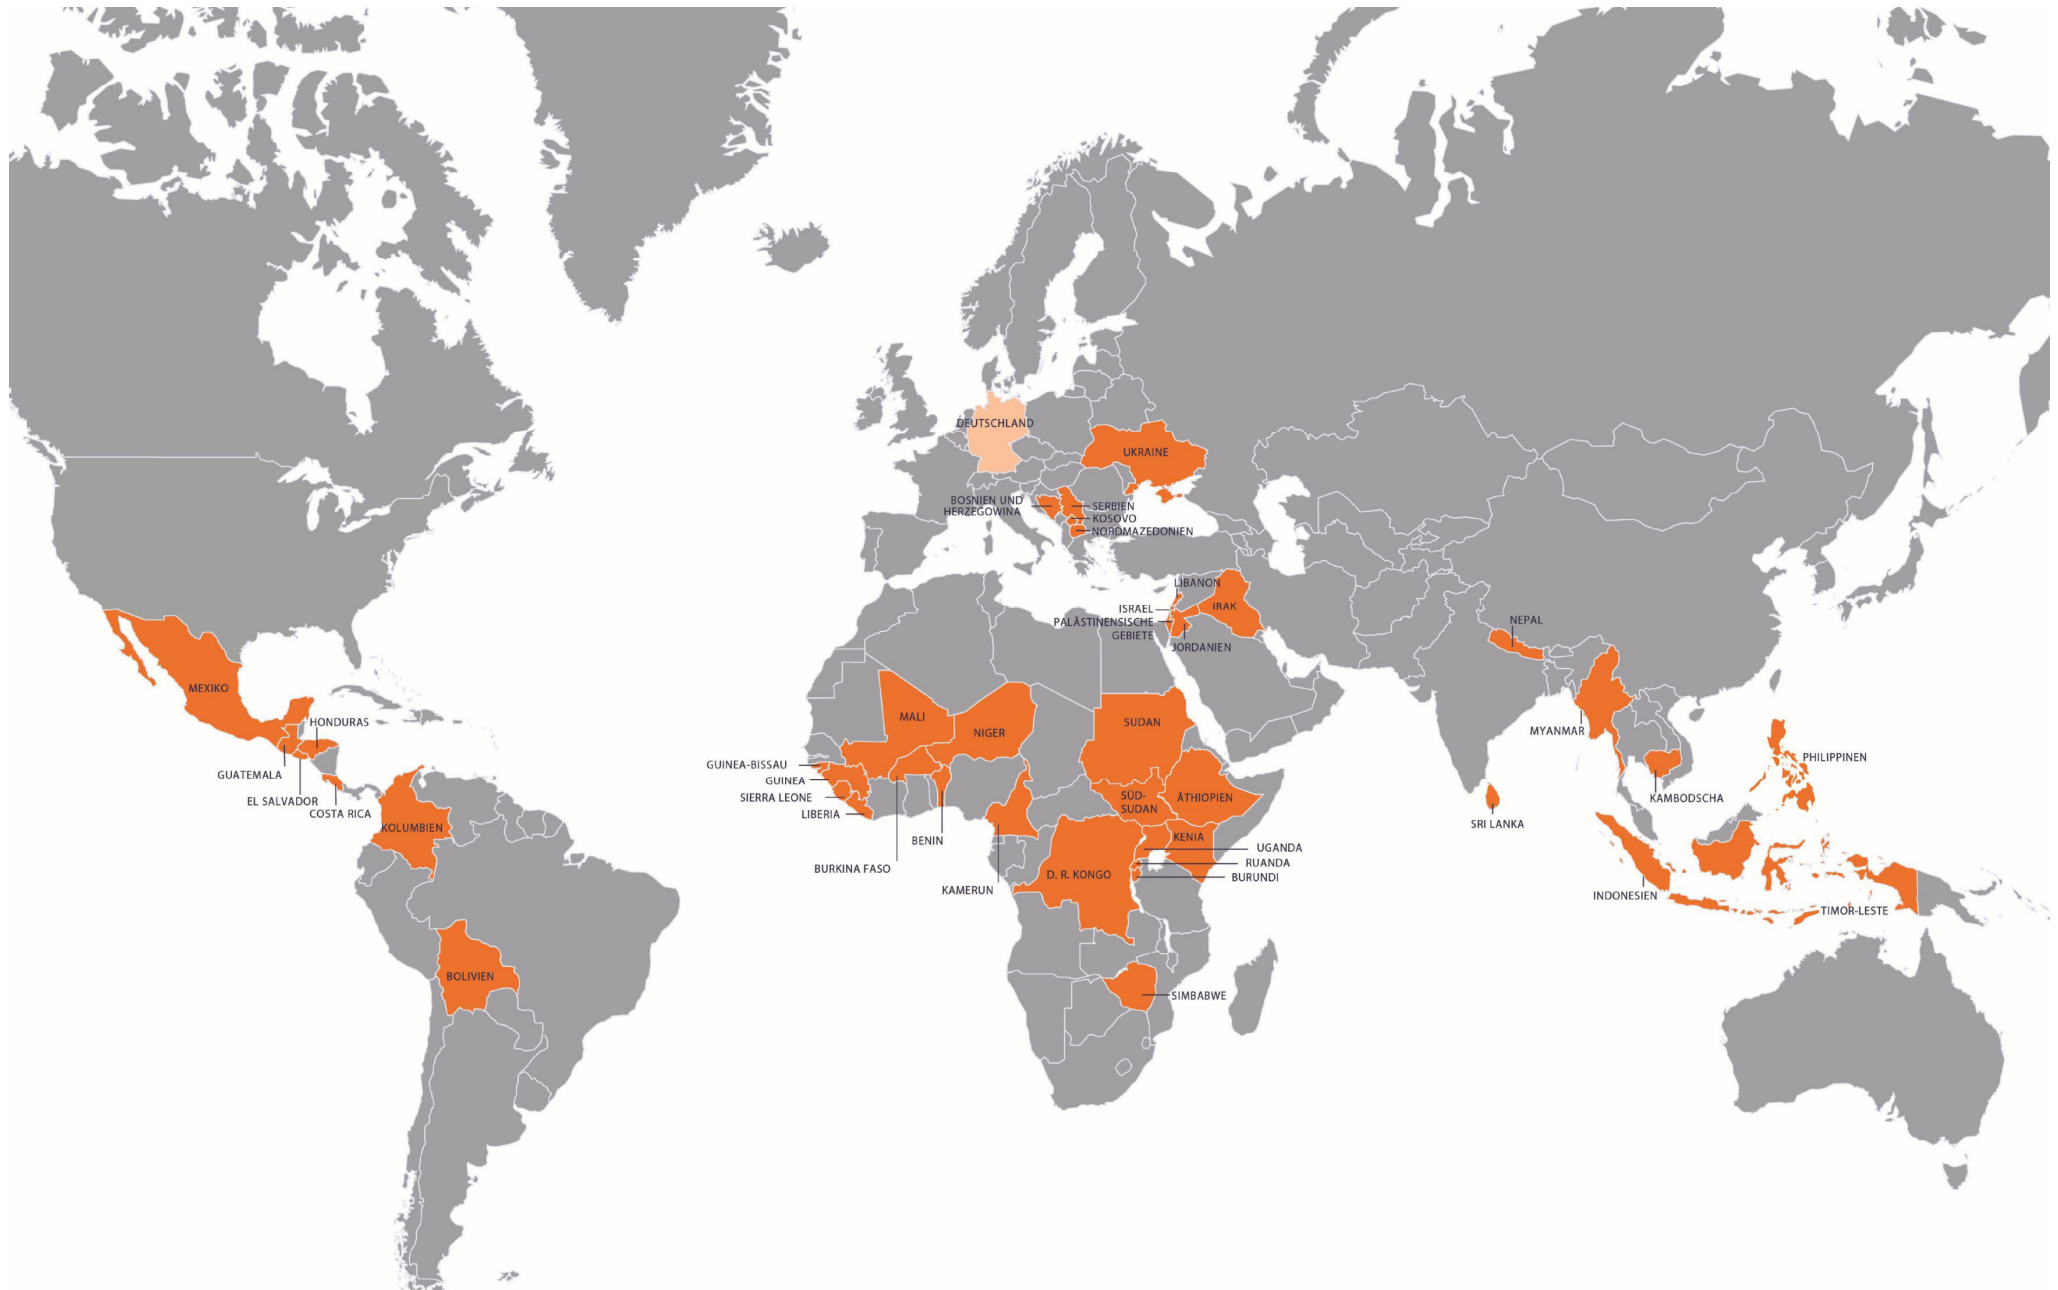 DEUTSCHLAND
UKRAINE
BOSNIEN UND
HERZEGOWINA
SERBIEN
KOSOVO
NORDMAZEDONIEN
LIBANON
ISRAEL
IRAK
PALÄSTINENSISCHE
GEBIETE
JORDANIEN
NEPAL
MEXIKO
HONDURAS
GUATEMALA
EL SALVADOR
COSTA RICA
KOLUMBIEN
BOLIVIEN
MALI
NIGER
SUDAN
GUINEA-BISSAU
GUINEA
SIERRA LEONE
LIBERIA
BURKINA FASO
BENIN
KAMERUN
SÜD-
SUDAN
ÄTHIOPIEN
KENIA
UGANDA
RUANDA
BURUNDI
D. R. KONGO
SIMBABWE
MYANMAR
PHILIPPINEN
KAMBODSCHA
SRI LANKA
INDONESIEN
TIMOR-LESTE